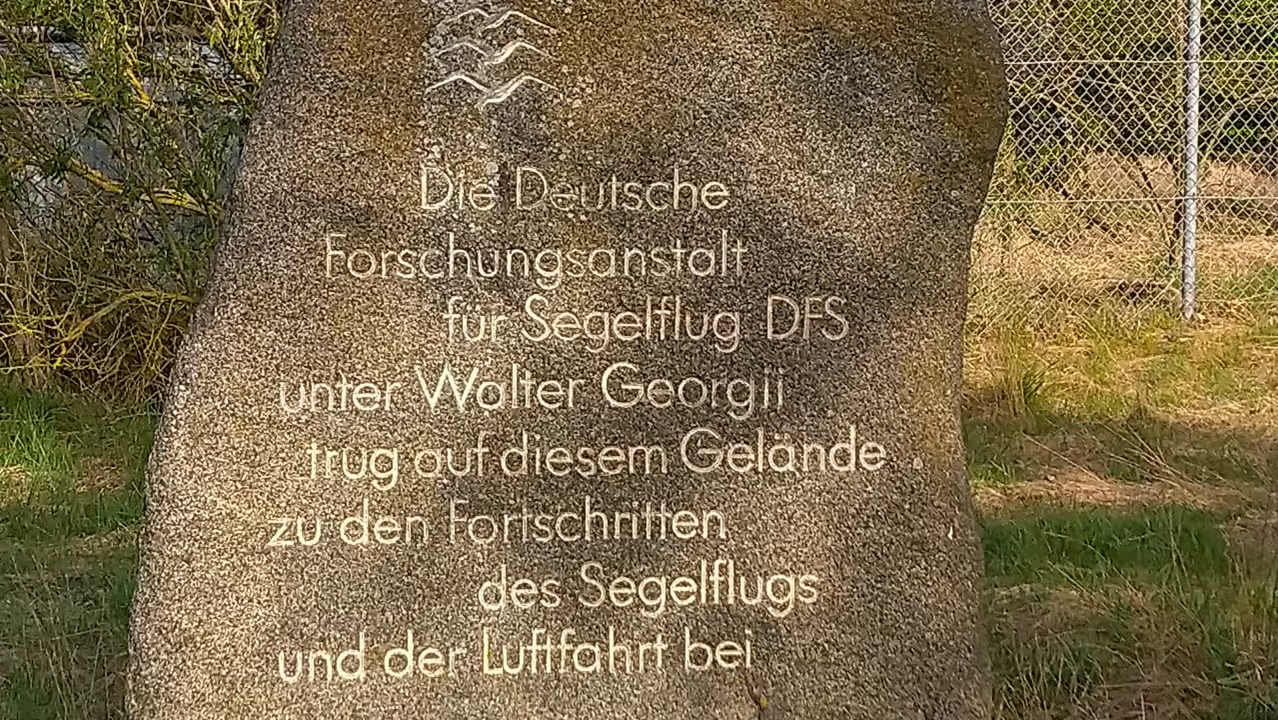 Die Deutsche
Forschungsanstalt
für Segelflug DFS
unter Walter Georgii
trug auf diesem Gelände
zu den Fortschritten
des Segelflugs
und der Luftfahrt bei